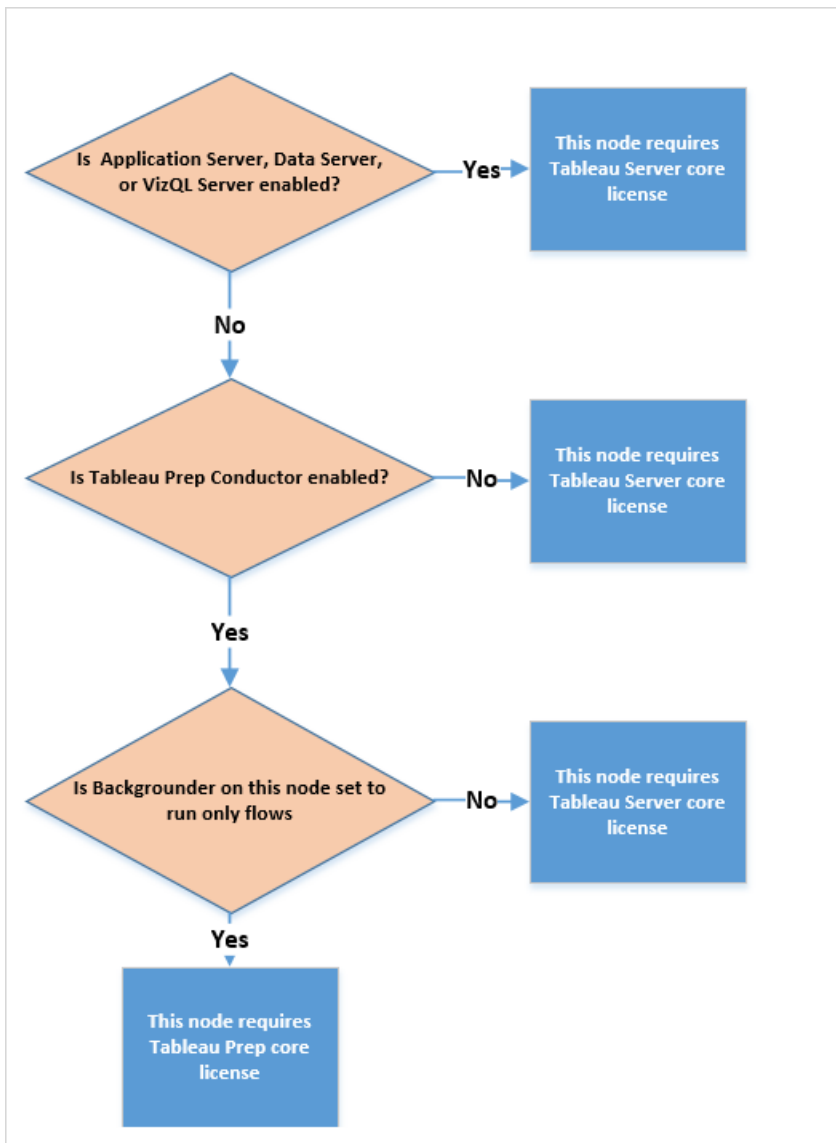 Is Application Server, Data Server,
or VizQL Server enabled?
Yes
This node requires
Tableau Server core
license
No
Is Tableau Prep Conductor enabled?
No
This node requires
Tableau Server core
license
Yes
Is Backgrounder on this node set to
run only flows
No
This node requires
Tableau Server core
license
Yes
This node requires
Tableau Prep core
license